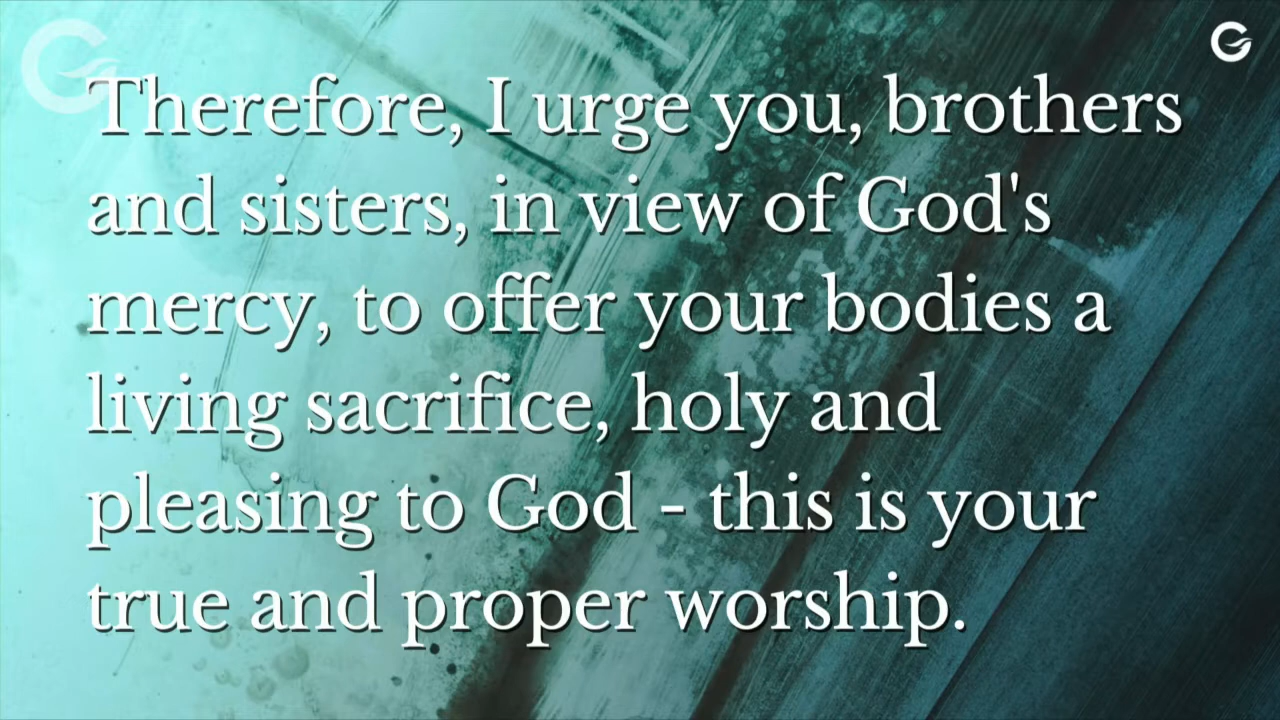 Therefore, I urge you, brothers
and sisters, in view of God's
mercy, to offer your bodies a
living sacrifice, holy and
pleasing to God - this is your
true and proper worship.